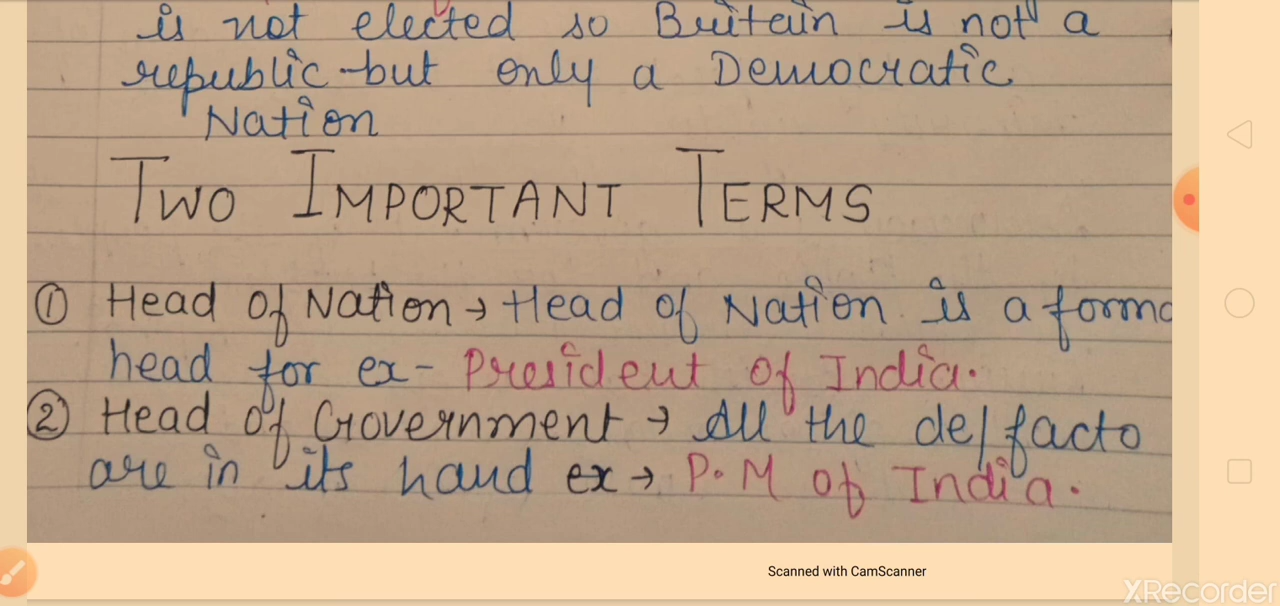 is not elected so Britain is not a
republic but only a Democratic
Nation
TWO IMPORTANT TERMS
① Head of Nation → Head of Nation is a forma
head for ex- President of India.
② Head of Government → All the de/facto
are in its hand ex → P.M of India.
Scanned with CamScanner
XRecorder